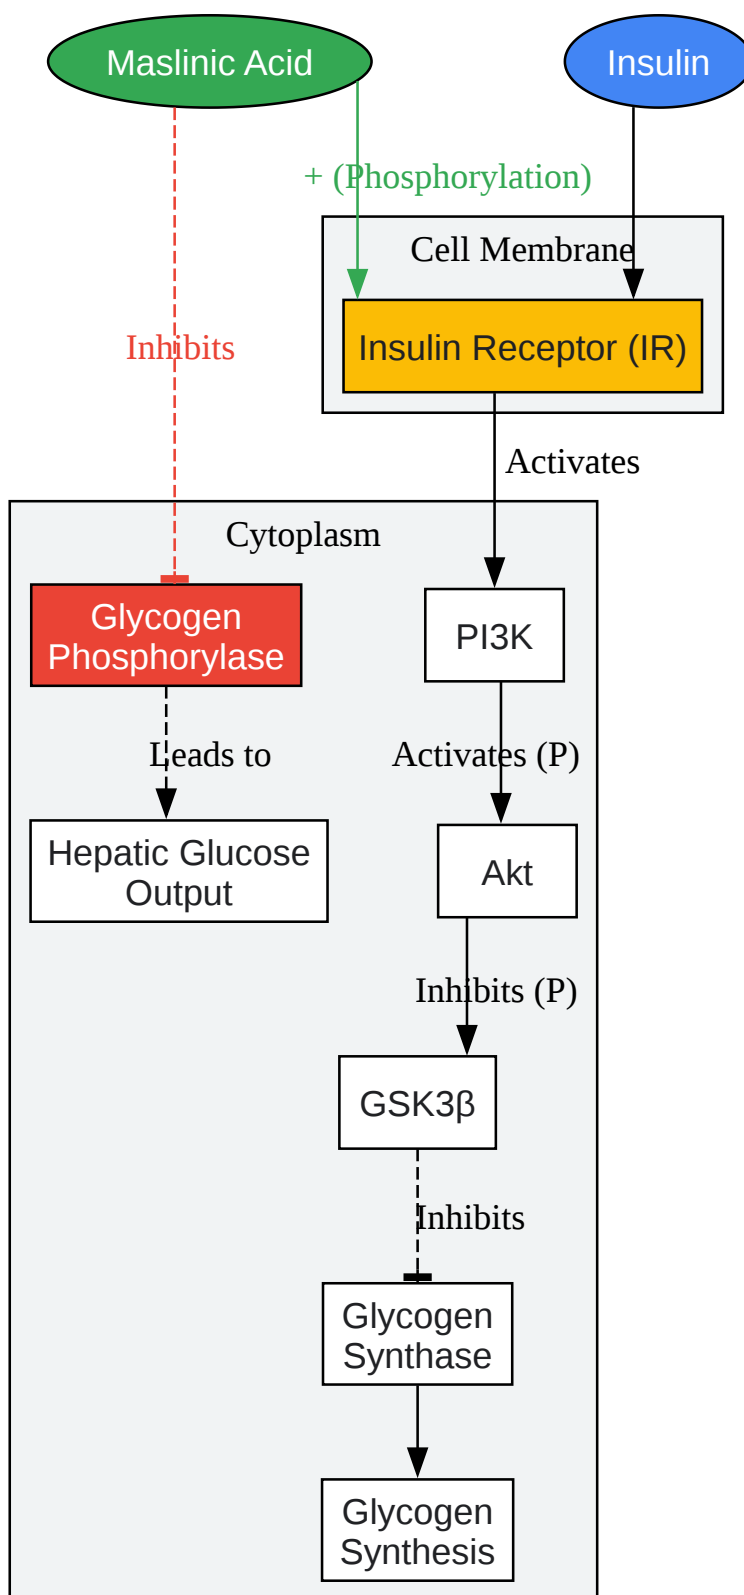 Maslinic Acid
Insulin
+ (Phosphorylation)
Cell Membrane
Inhibits
Insulin Receptor (IR)
Activates
Cytoplasm
Glycogen
Phosphorylase
PI3K
Leads to
Activates (P)
Hepatic Glucose
Output
Akt
Inhibits (P)
GSK3β
Inhibits
Glycogen
Synthase
Glycogen
Synthesis